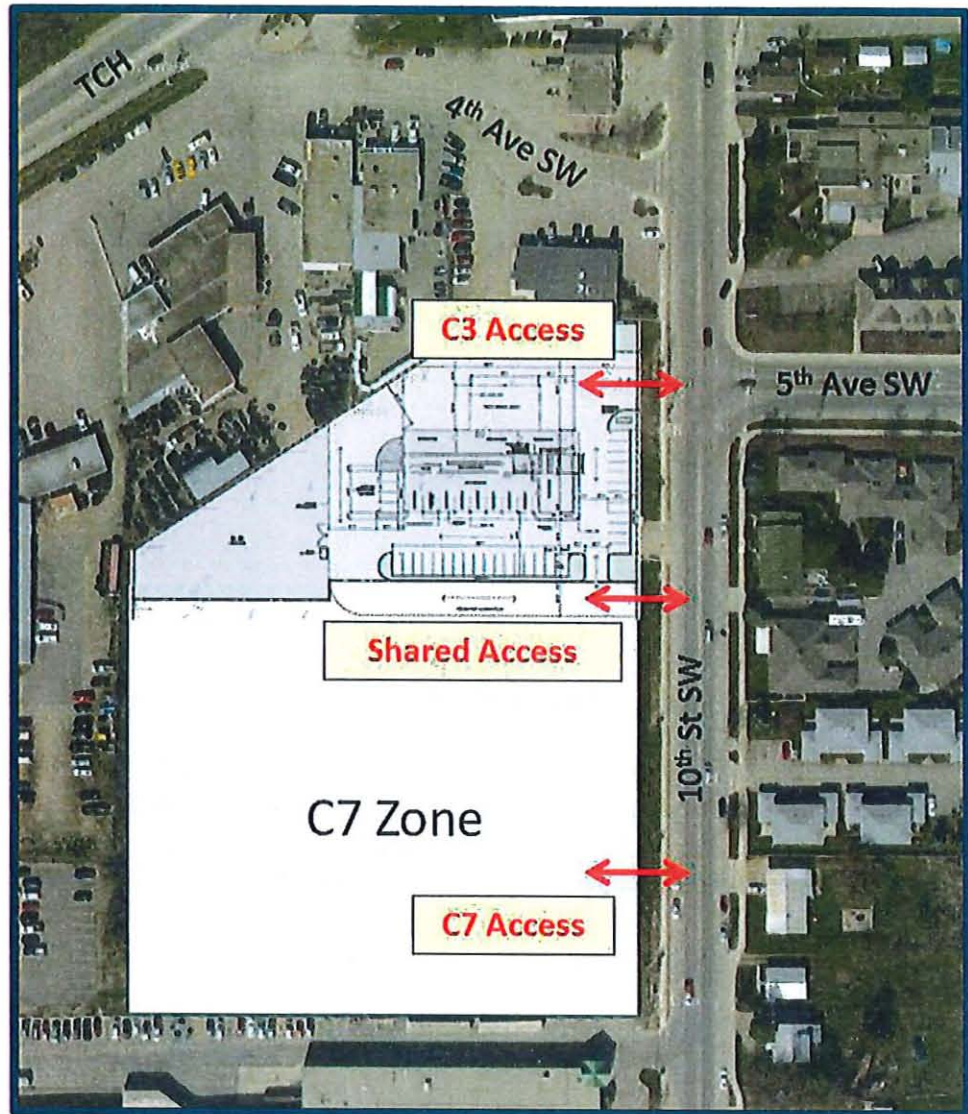 TCH
4th Ave SW
C3 Access
5th Ave SW
Shared Access
10th St SW
C7 Zone
C7 Access